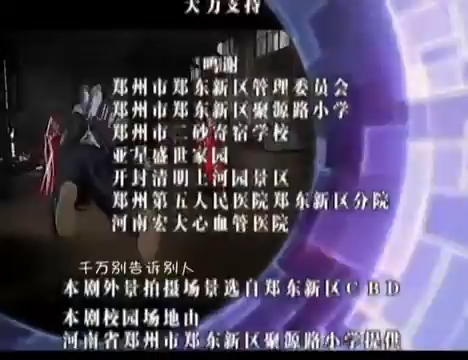 大力支持
鸣谢
郑州市郑东新区管理委员会
郑州市郑东新区聚源路小学
郑州市二砂寄宿学校
亚星盛世家园
开封清明上河园景区
郑州第五人民医院郑东新区分院
河南宏大心血管医院
千万别告诉别人
本剧外景拍摄场景选自郑东新区CBD
本剧校园场地由
河南省郑州市郑东新区聚源路小学提供